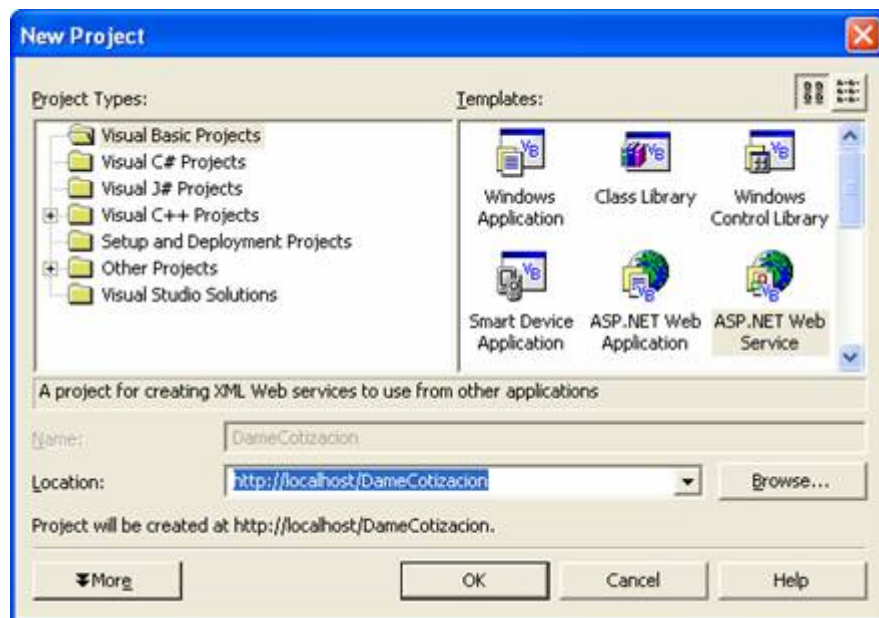 New Project
Project Types:
Templates:
Visual Basic Projects
Visual C# Projects
Visual J# Projects
Visual C++ Projects
Setup and Deployment Projects
Other Projects
Visual Studio Solutions
Windows
Application
Class Library
Windows
Control Library
Smart Device
Application
ASP.NET Web
Application
ASP.NET Web
Service
A project for creating XML Web services to use from other applications
Name:
DameCotizacion
Location:
http://localhost/DameCotizacion
Browse...
Project will be created at http://localhost/DameCotizacion.
More
OK
Cancel
Help